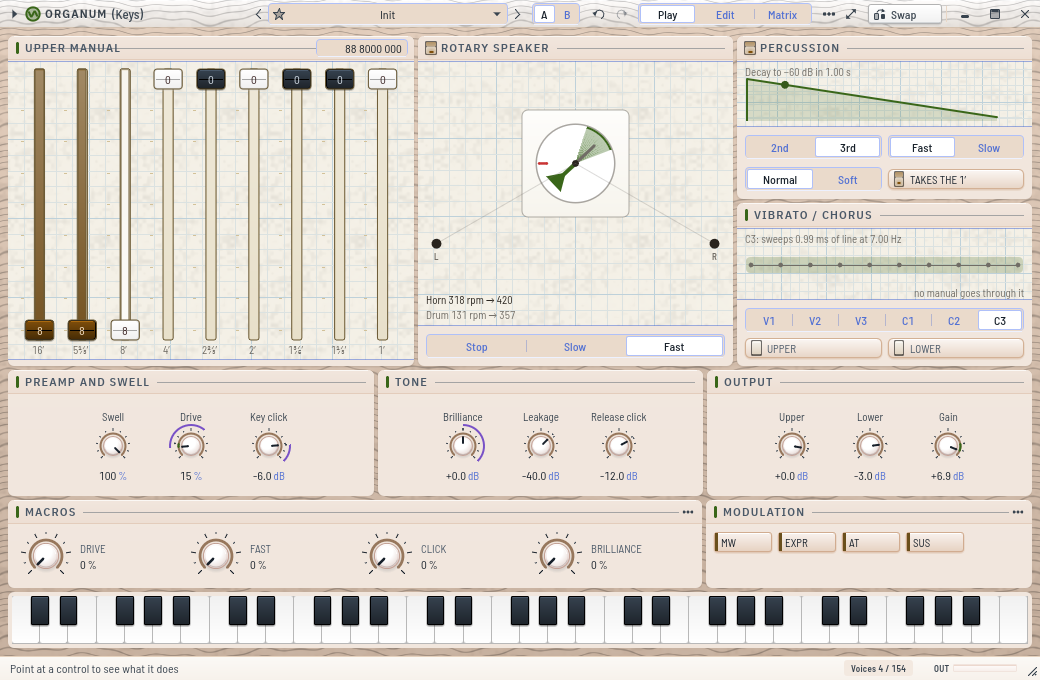 ORGANUM (Keys)
Init
A B
Play Edit Matrix
Swap
UPPER MANUAL
88 8000 000
0 0 0 0 0 0
8 8 8
16' 5⅓' 8' 4' 2⅔' 2' 1⅗' 1⅓' 1'
ROTARY SPEAKER
L R
Horn 318 rpm → 420
Drum 131 rpm → 357
Stop Slow Fast
PERCUSSION
Decay to −60 dB in 1.00 s
2nd 3rd Fast Slow
Normal Soft TAKES THE 1'
VIBRATO / CHORUS
C3: sweeps 0.99 ms of line at 7.00 Hz
no manual goes through it
V1 V2 V3 C1 C2 C3
UPPER LOWER
PREAMP AND SWELL
Swell Drive Key click
100 % 15 % -6.0 dB
TONE
Brilliance Leakage Release click
+0.0 dB -40.0 dB -12.0 dB
OUTPUT
Upper Lower Gain
+0.0 dB -3.0 dB +6.9 dB
MACROS
DRIVE 0 %
FAST 0 %
CLICK 0 %
BRILLIANCE 0 %
MODULATION
MW EXPR AT SUS
Point at a control to see what it does
Voices 4 / 154
OUT